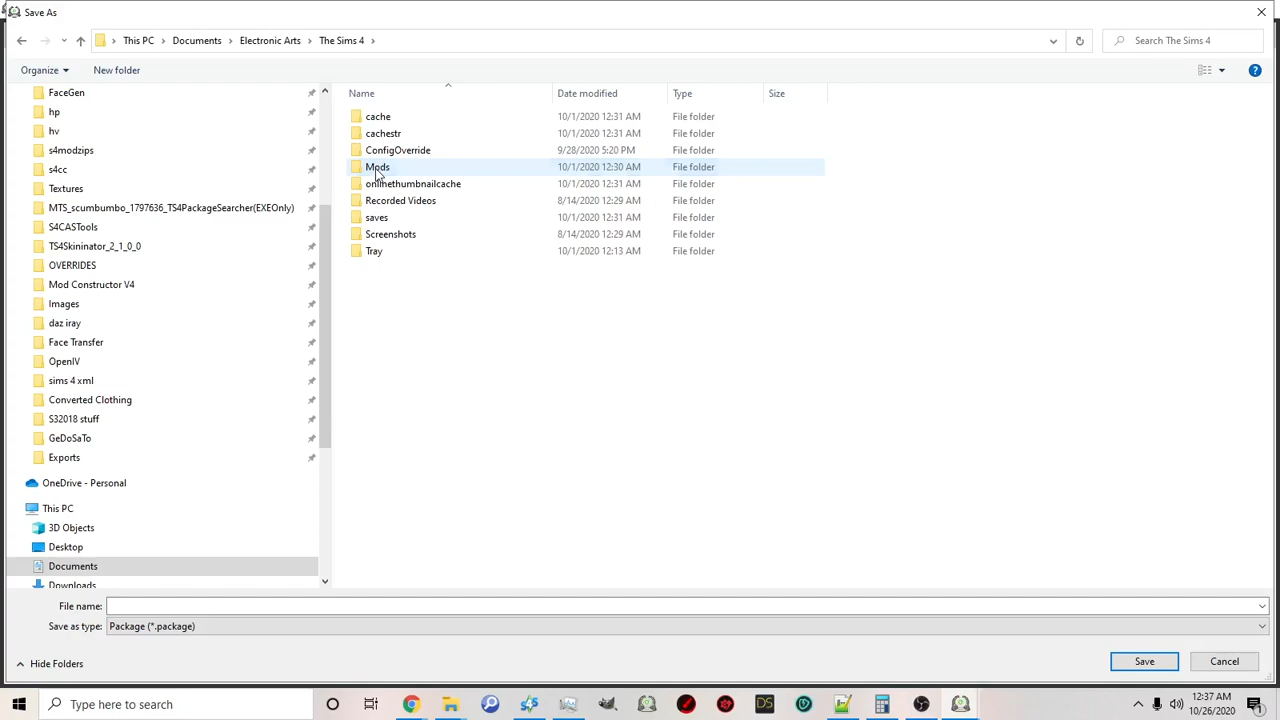 Save As
This PC > Documents > Electronic Arts > The Sims 4 >
Search The Sims 4
Organize
New folder
Name
Date modified
Type
Size
FaceGen
hp
hv
s4modzips
s4cc
Textures
MTS_scumbumbo_1797636_TS4PackageSearcher(EXEOnly)
S4CASTools
TS4Skininator_2_1_0_0
OVERRIDES
Mod Constructor V4
Images
daz iray
Face Transfer
OpenIV
sims 4 xml
Converted Clothing
S32018 stuff
GeDoSaTo
Exports
OneDrive - Personal
This PC
3D Objects
Desktop
Documents
Downloads
cache 10/1/2020 12:31 AM File folder
cachestr 10/1/2020 12:31 AM File folder
ConfigOverride 9/28/2020 5:20 PM File folder
Mods 10/1/2020 12:30 AM File folder
onlinethumbnailcache 10/1/2020 12:31 AM File folder
Recorded Videos 8/14/2020 12:29 AM File folder
saves 10/1/2020 12:31 AM File folder
Screenshots 8/14/2020 12:29 AM File folder
Tray 10/1/2020 12:13 AM File folder
File name:
Save as type: Package (*.package)
Hide Folders
Save
Cancel
Type here to search
DS
12:37 AM
10/26/2020
1